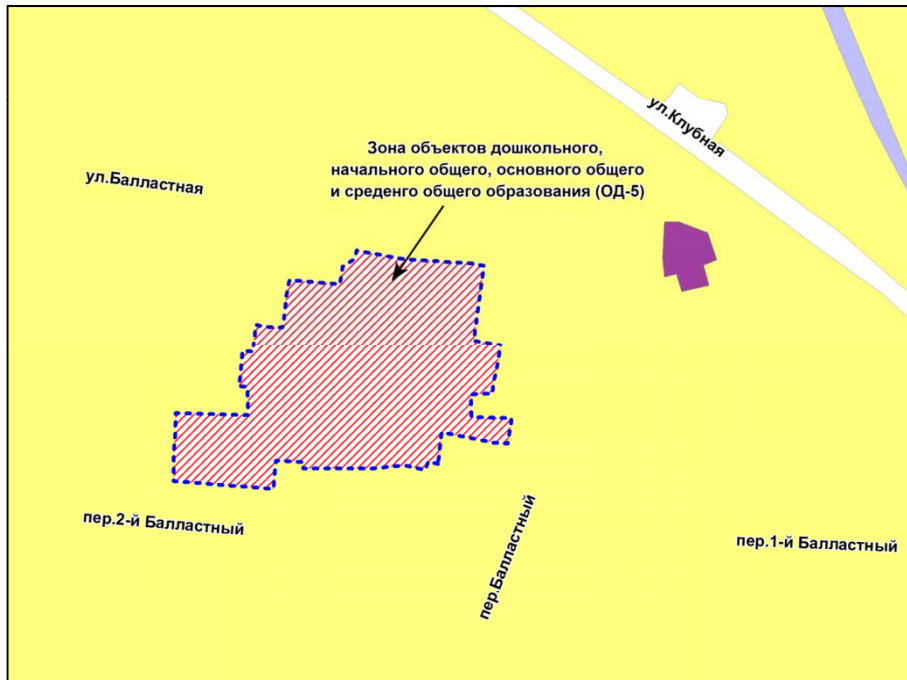 ул.Клубная
Зона объектов дошкольного,
начального общего, основного общего
и среденго общего образования (ОД-5)
ул.Балластная
пер.2-й Балластный
пер.Балластный
пер.1-й Балластный